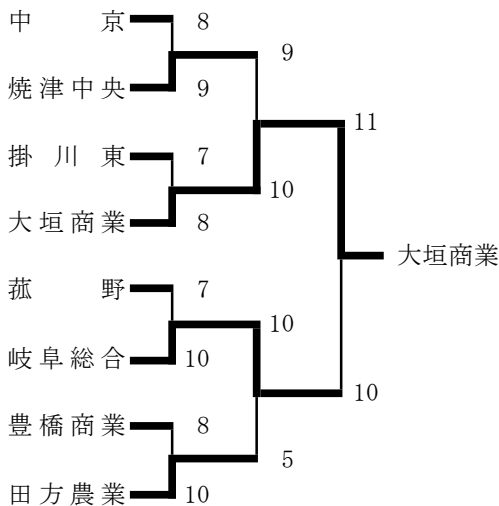 中京 8
9
焼津中央 9
11
掛川東 7
10
大垣商業 8
大垣商業
菰野 7
10
岐阜総合 10
10
豊橋商業 8
5
田方農業 10